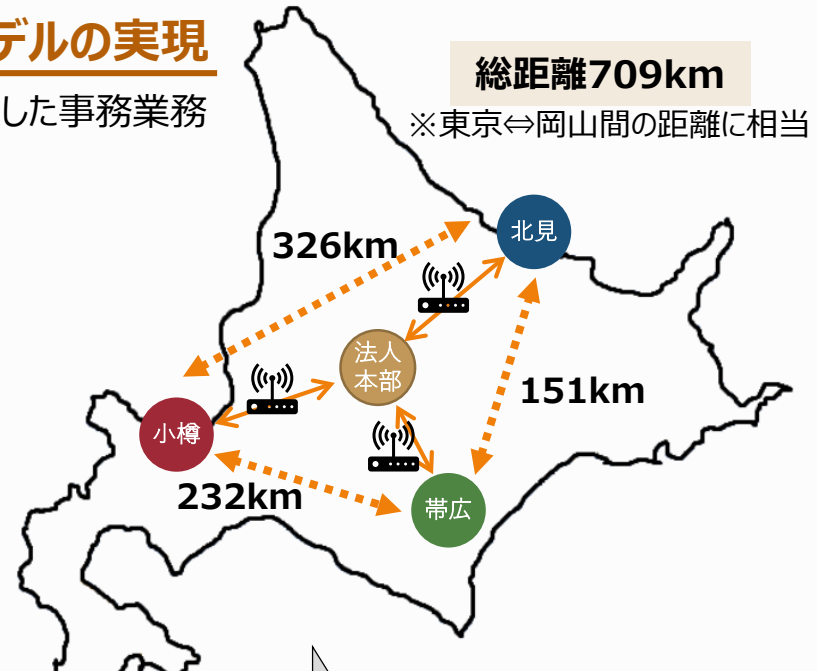 デルの実現
した事務業務
総距離709km
※東京⇔岡山間の距離に相当
北見
326km
法人
本部
151km
小樽
232km
帯広